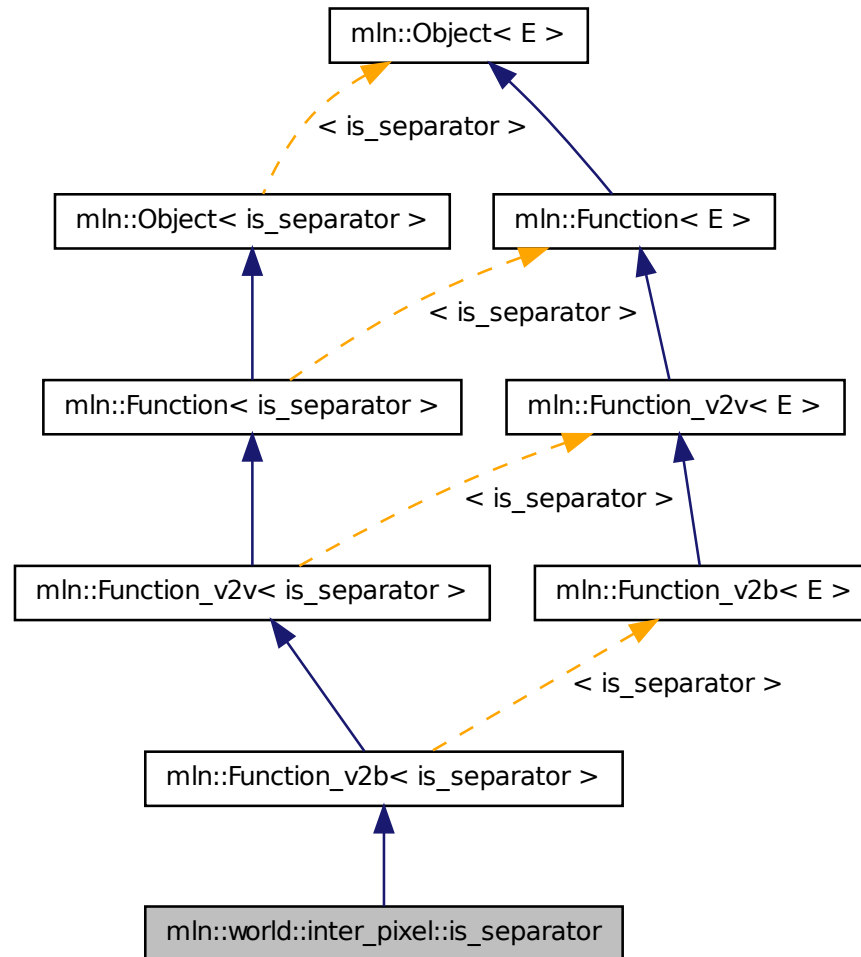 mln::Object< E >
< is_separator >
mln::Object< is_separator >
mln::Function< E >
< is_separator >
mln::Function< is_separator >
mln::Function_v2v< E >
< is_separator >
mln::Function_v2v< is_separator >
mln::Function_v2b< E >
< is_separator >
mln::Function_v2b< is_separator >
mln::world::inter_pixel::is_separator